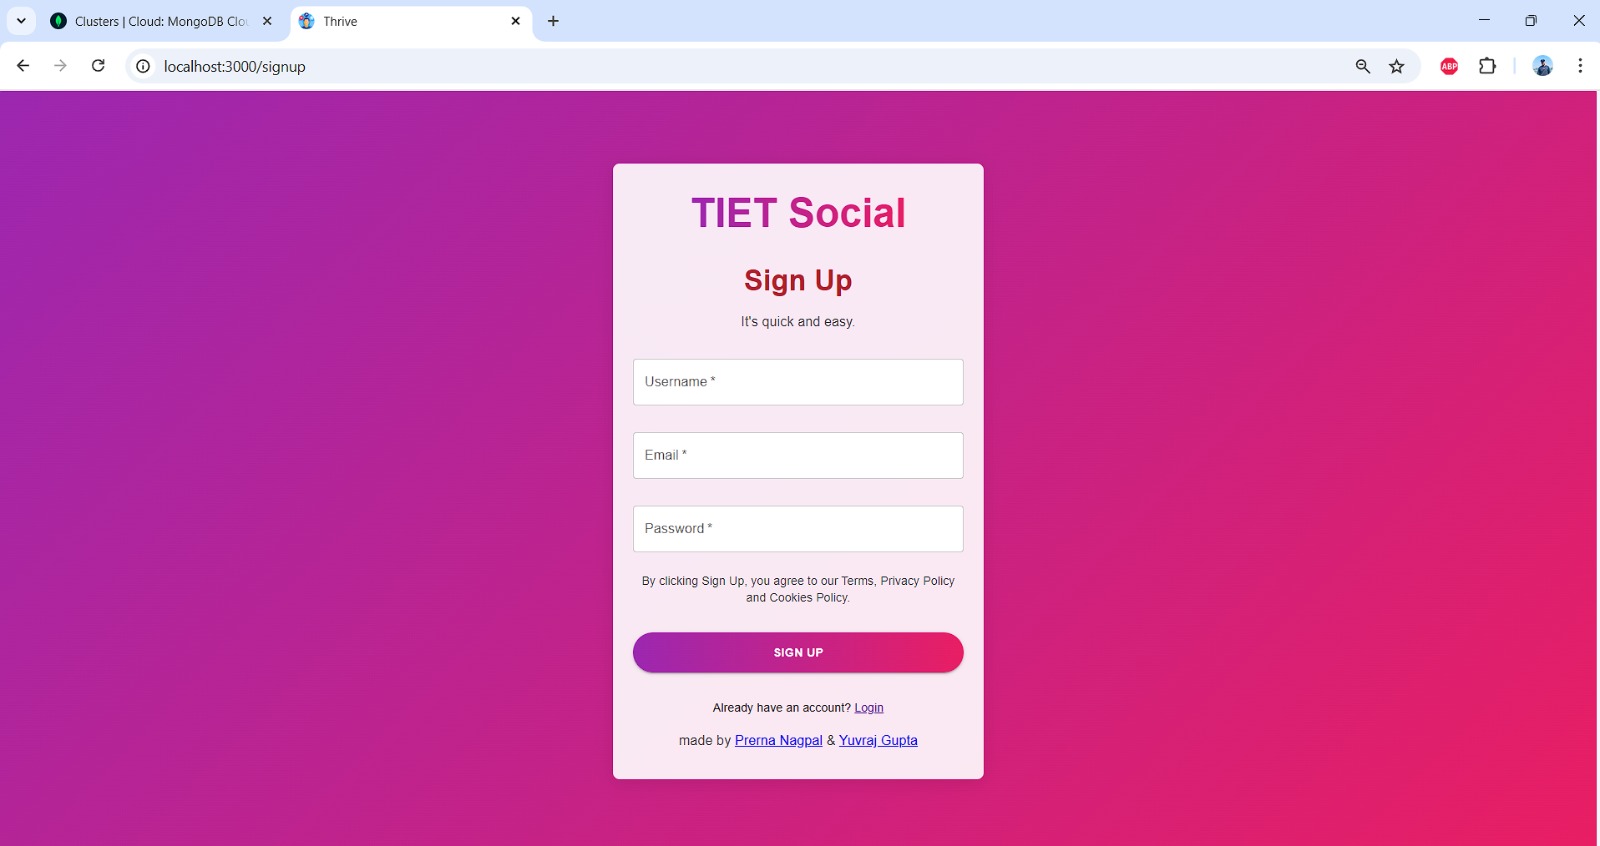 Clusters | Cloud: MongoDB Clou
Thrive
localhost:3000/signup
ABP
TIET Social
Sign Up
It's quick and easy.
Username *
Email *
Password *
By clicking Sign Up, you agree to our Terms, Privacy Policy
and Cookies Policy.
SIGN UP
Already have an account? Login
made by Prerna Nagpal & Yuvraj Gupta